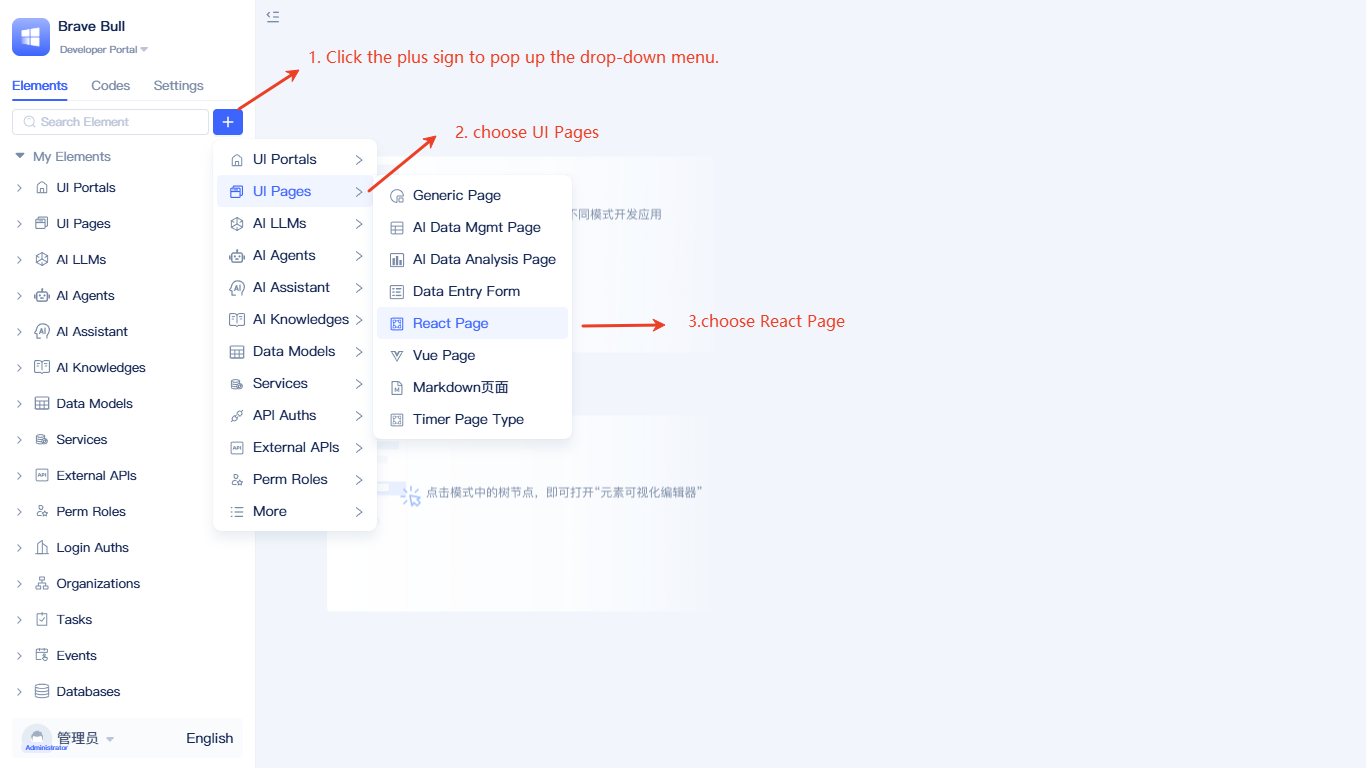 Brave Bull
Developer Portal
Elements Codes Settings
Search Element
My Elements
UI Portals
UI Pages
AI LLMs
AI Agents
AI Assistant
AI Knowledges
Data Models
Services
External APIs
Perm Roles
Login Auths
Organizations
Tasks
Events
Databases
管理员
Administrator
English
1. Click the plus sign to pop up the drop-down menu.
2. choose UI Pages
3.choose React Page
UI Portals
UI Pages
AI LLMs
AI Agents
AI Assistant
AI Knowledges
Data Models
Services
API Auths
External APIs
Perm Roles
More
Generic Page
AI Data Mgmt Page
AI Data Analysis Page
Data Entry Form
React Page
Vue Page
Markdown页面
Timer Page Type
不同模式开发应用
点击模式中的树节点，即可打开“元素可视化编辑器”